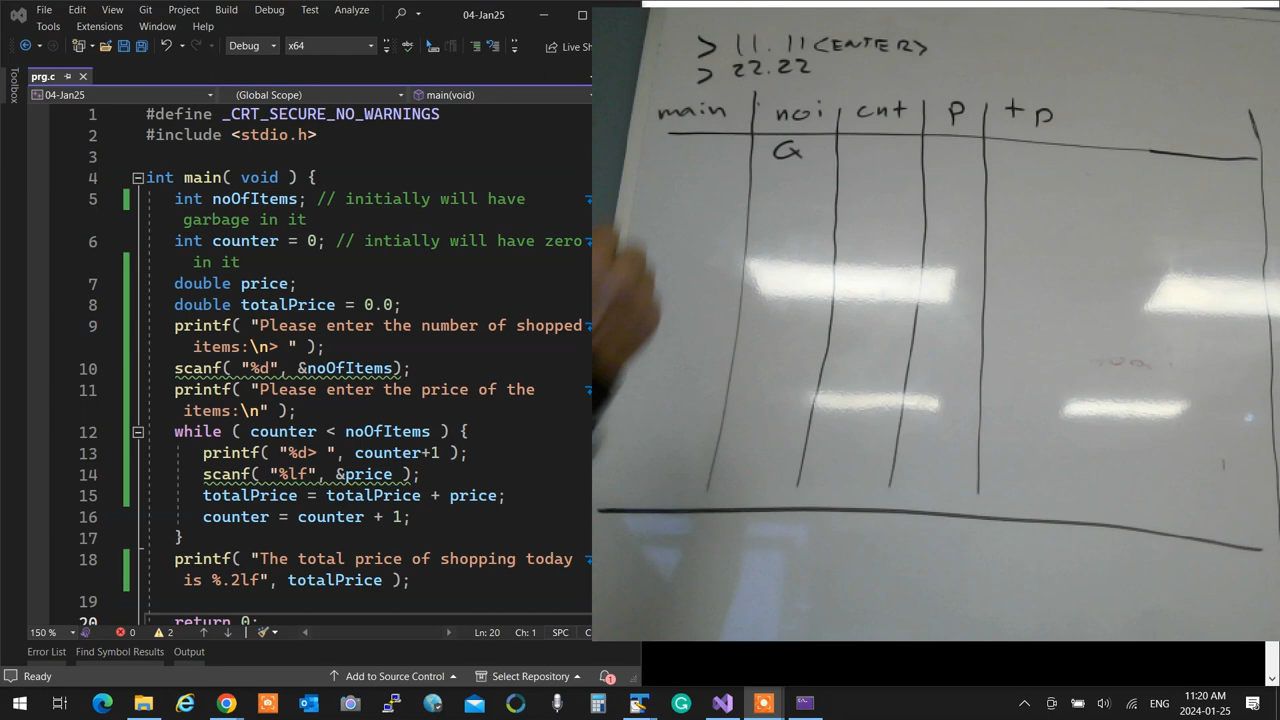 File Edit View Git Project Build Debug Test Analyze
Tools Extensions Window Help
04-Jan25
Debug x64 Live Sh
prg.c
04-Jan25 (Global Scope) main(void)
Toolbox
1 #define _CRT_SECURE_NO_WARNINGS
2 #include <stdio.h>
3
4 int main( void ) {
5 int noOfItems; // initially will have
garbage in it
6 int counter = 0; // intially will have zero
in it
7 double price;
8 double totalPrice = 0.0;
9 printf( "Please enter the number of shopped
items:\n> " );
10 scanf( "%d", &noOfItems);
11 printf( "Please enter the price of the
items:\n" );
12 while ( counter < noOfItems ) {
13 printf( "%d> ", counter+1 );
14 scanf( "%lf", &price );
15 totalPrice = totalPrice + price;
16 counter = counter + 1;
17 }
18 printf( "The total price of shopping today
is %.2lf", totalPrice );
19
20 return 0;
150 % 0 2 Ln: 20 Ch: 1 SPC
Error List Find Symbol Results Output
Ready Add to Source Control Select Repository 1
> 11.11 <ENTER>
> 22.22
main noi cnt P tp
G
ENG 11:20 AM
2024-01-25